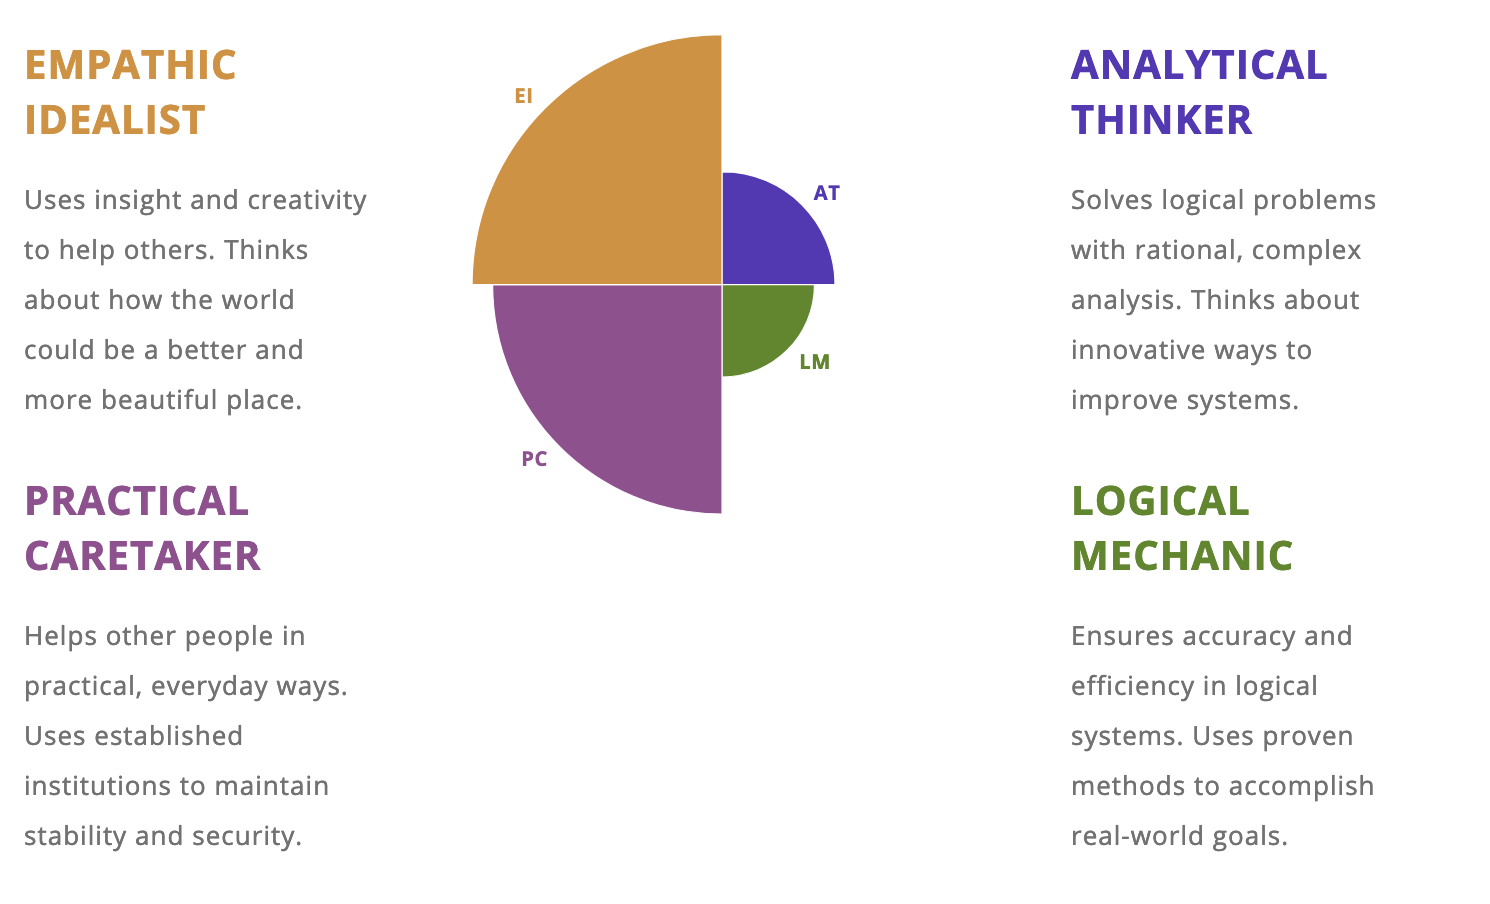 EMPATHIC
IDEALIST
Uses insight and creativity
to help others. Thinks
about how the world
could be a better and
more beautiful place.
PRACTICAL
CARETAKER
Helps other people in
practical, everyday ways.
Uses established
institutions to maintain
stability and security.
EI
AT
LM
PC
ANALYTICAL
THINKER
Solves logical problems
with rational, complex
analysis. Thinks about
innovative ways to
improve systems.
LOGICAL
MECHANIC
Ensures accuracy and
efficiency in logical
systems. Uses proven
methods to accomplish
real-world goals.